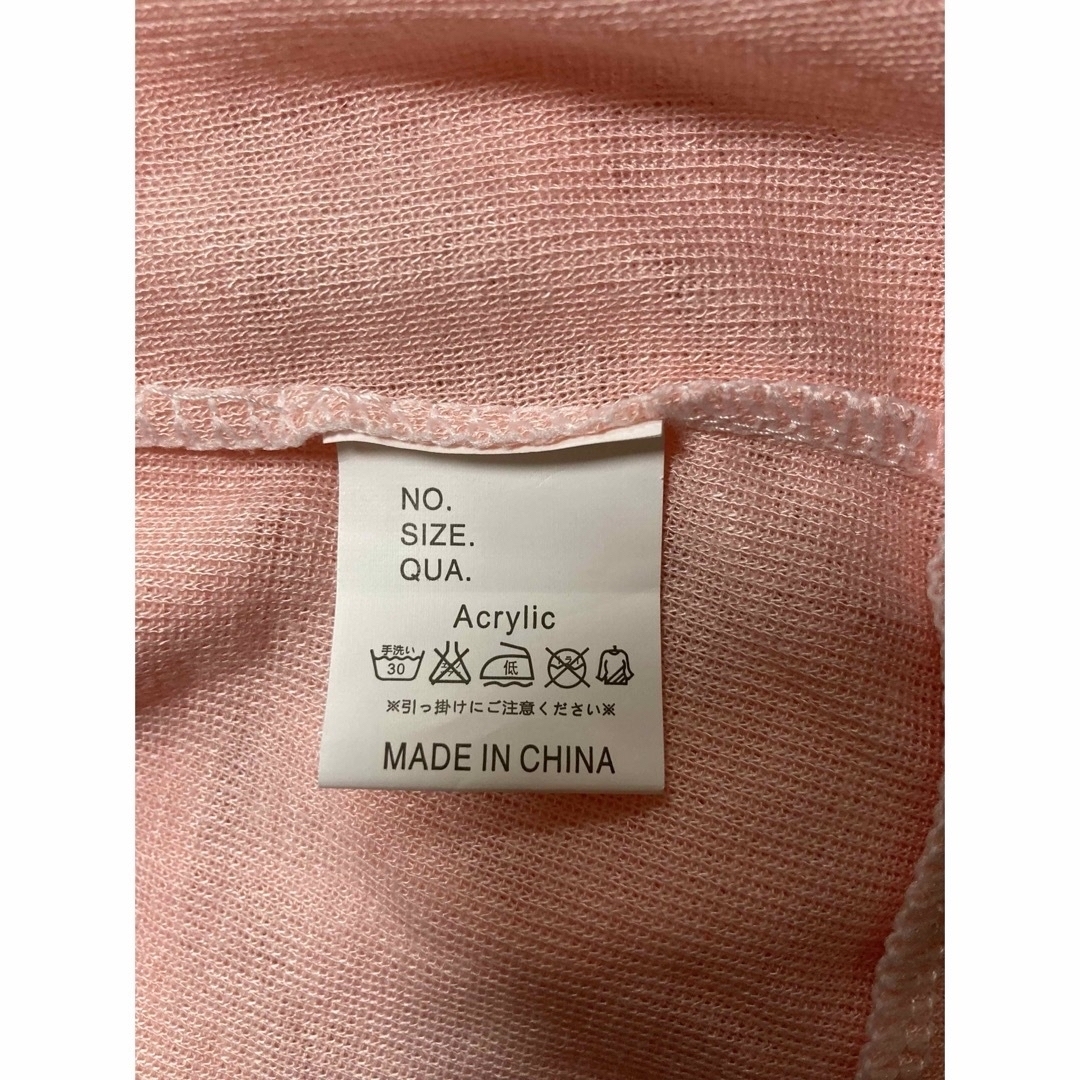 NO.
SIZE.
QUA.
Acrylic
手洗い
30
低
※引っ掛けにご注意ください※
MADE IN CHINA